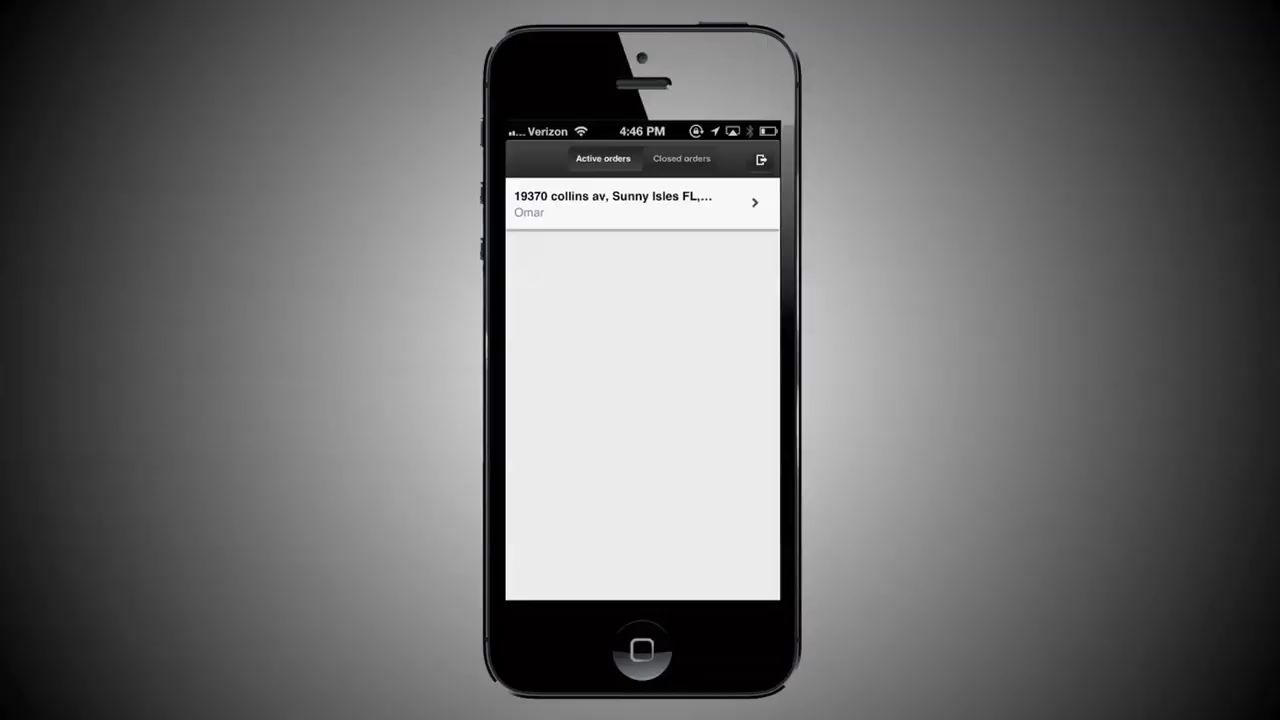 Verizon 4:46 PM
Active orders Closed orders
19370 collins av, Sunny Isles FL,...
Omar